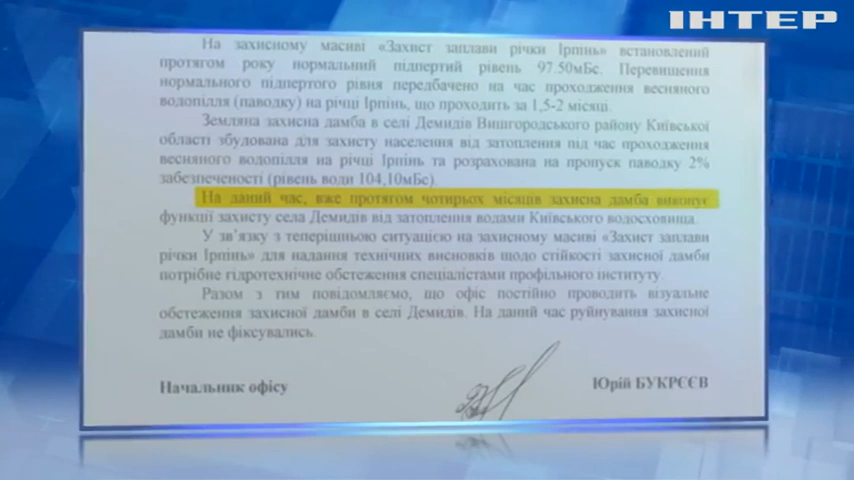 ІНТЕР
На захисному масиві «Захист заплави річки Ірпінь» встановлений
протягом року нормальний підпертий рівень 97.50мБс. Перевищення
нормального підпертого рівня передбачено на час проходження весняного
водопілля (паводку) на річці Ірпінь, що проходить за 1,5-2 місяці.
Земляна захисна дамба в селі Демидів Вишгородського району Київської
області збудована для захисту населення від затоплення під час проходження
весняного водопілля на річці Ірпінь та розрахована на пропуск паводку 2%
забезпеченості (рівень води 104,10мБс).
На даний час, вже протягом чотирьох місяців захисна дамба виконує
функції захисту села Демидів від затоплення водами Київського водосховища.
У зв’язку з теперішньою ситуацією на захисному масиві «Захист заплави
річки Ірпінь» для надання технічних висновків щодо стійкості захисної дамби
потрібне гідротехнічне обстеження спеціалістами профільного інституту.
Разом з тим повідомляємо, що офіс постійно проводить візуальне
обстеження захисної дамби в селі Демидів. На даний час руйнування захисної
дамби не фіксувались.
Начальник офісу Юрій БУКРЄЄВ